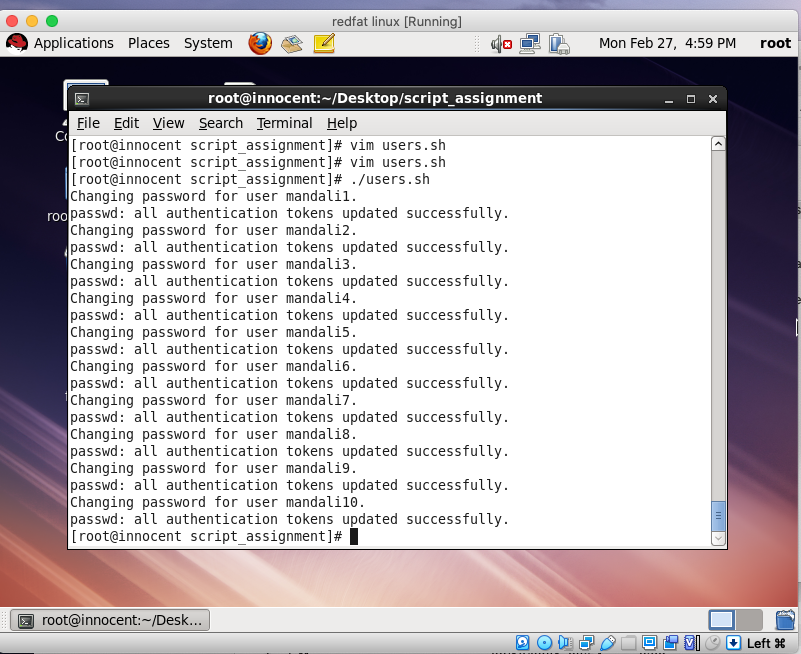 redfat linux [Running]
Applications Places System Mon Feb 27, 4:59 PM root
root@innocent:~/Desktop/script_assignment
File Edit View Search Terminal Help
[root@innocent script_assignment]# vim users.sh
[root@innocent script_assignment]# vim users.sh
[root@innocent script_assignment]# ./users.sh
Changing password for user mandali1.
passwd: all authentication tokens updated successfully.
Changing password for user mandali2.
passwd: all authentication tokens updated successfully.
Changing password for user mandali3.
passwd: all authentication tokens updated successfully.
Changing password for user mandali4.
passwd: all authentication tokens updated successfully.
Changing password for user mandali5.
passwd: all authentication tokens updated successfully.
Changing password for user mandali6.
passwd: all authentication tokens updated successfully.
Changing password for user mandali7.
passwd: all authentication tokens updated successfully.
Changing password for user mandali8.
passwd: all authentication tokens updated successfully.
Changing password for user mandali9.
passwd: all authentication tokens updated successfully.
Changing password for user mandali10.
passwd: all authentication tokens updated successfully.
[root@innocent script_assignment]#
root@innocent:~/Desk...
Left ⌘